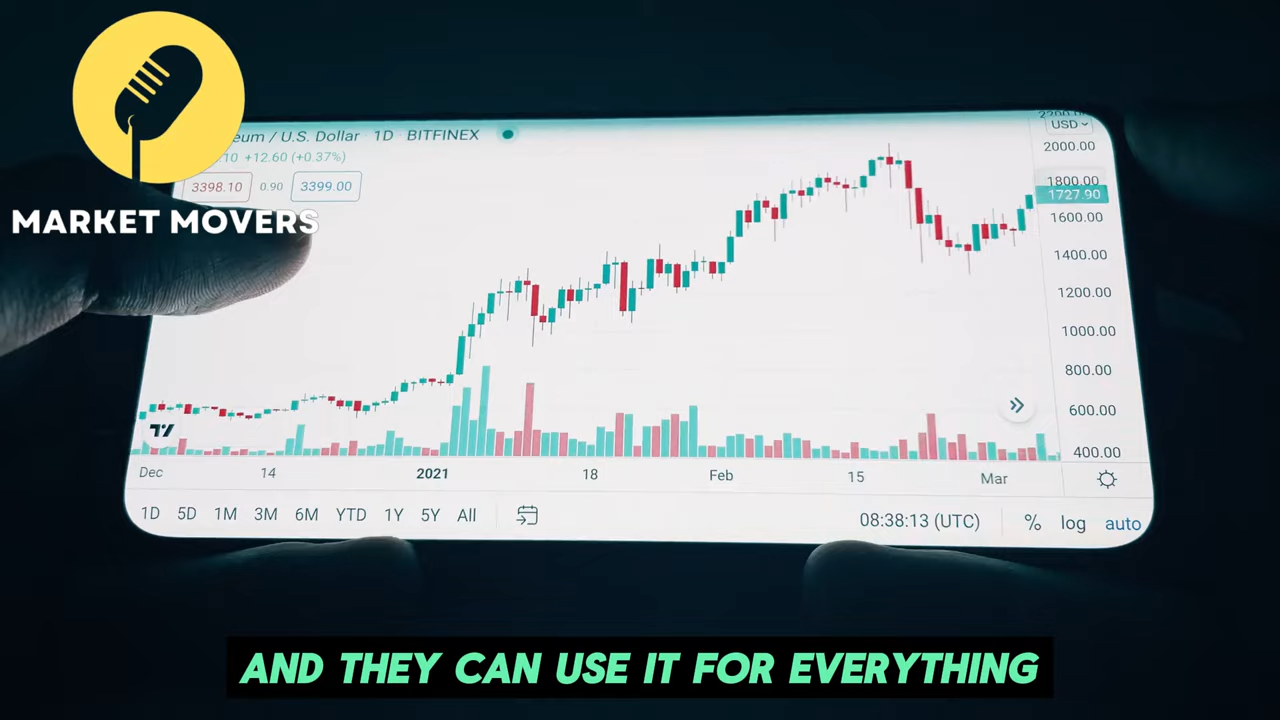 MARKET MOVERS
eum / U.S. Dollar · 1D · BITFINEX
.10 +12.60 (+0.37%)
3398.10 0.90 3399.00
USD
2000.00
1800.00
1727.90
1600.00
1400.00
1200.00
1000.00
800.00
600.00
400.00
Dec 14 2021 18 Feb 15 Mar
1D 5D 1M 3M 6M YTD 1Y 5Y All
08:38:13 (UTC) % log auto
AND THEY CAN USE IT FOR EVERYTHING